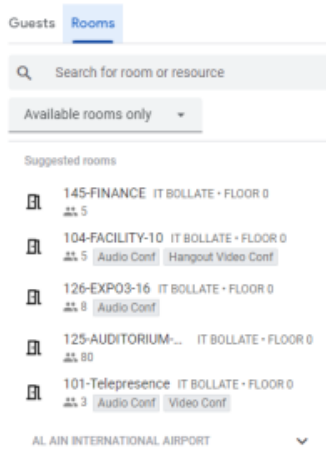 Guests Rooms
Search for room or resource
Available rooms only
Suggested rooms
145-FINANCE IT BOLLATE • FLOOR 0
5
104-FACILITY-10 IT BOLLATE • FLOOR 0
5 Audio Conf Hangout Video Conf
126-EXPO3-16 IT BOLLATE • FLOOR 0
8 Audio Conf
125-AUDITORIUM-... IT BOLLATE • FLOOR 0
80
101-Telepresence IT BOLLATE • FLOOR 0
3 Audio Conf Video Conf
AL AIN INTERNATIONAL AIRPORT